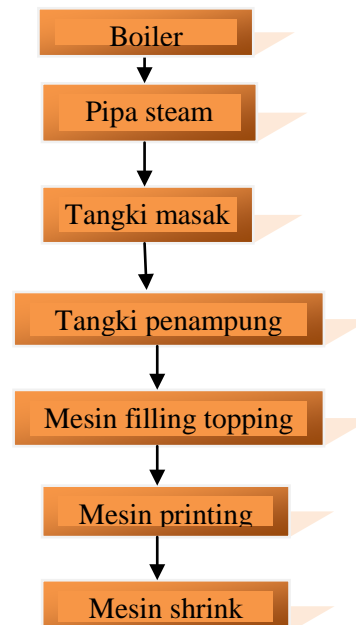 Boiler
Pipa steam
Tangki masak
Tangki penampung
Mesin filling topping
Mesin printing
Mesin shrink